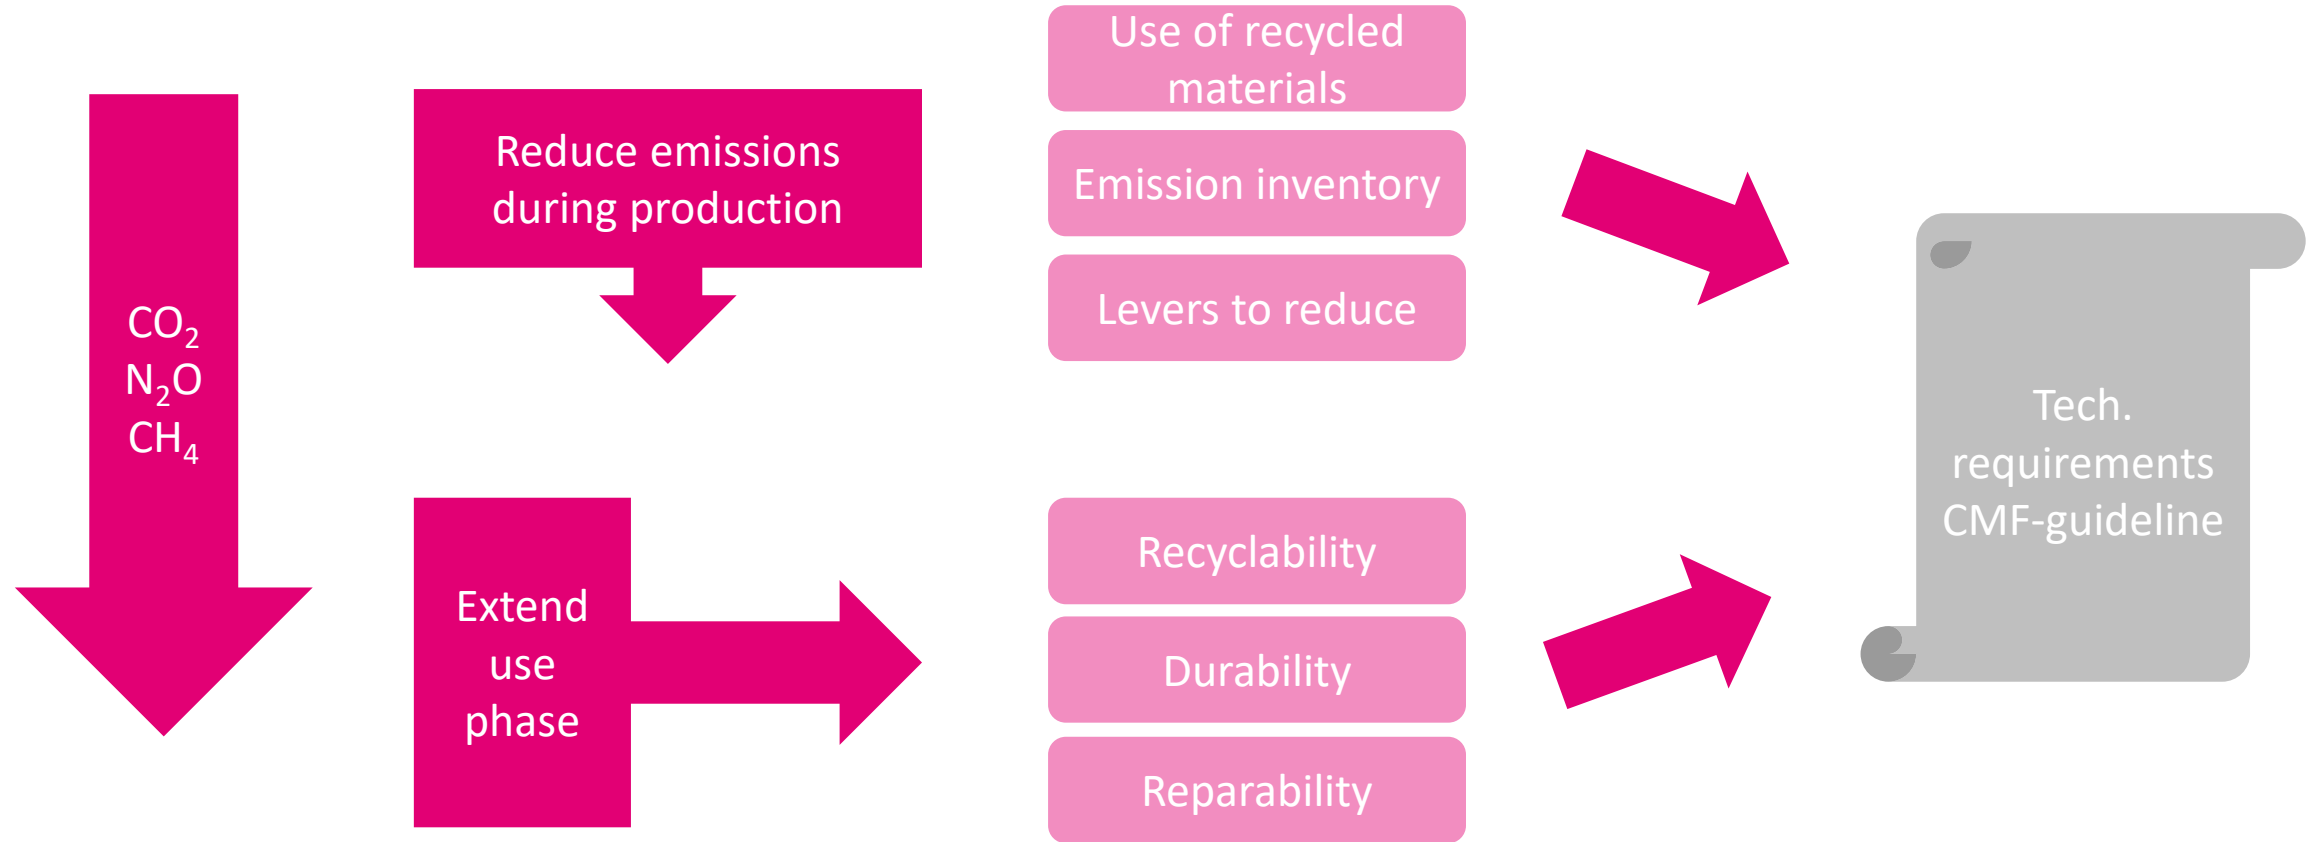 CO₂
N₂O
CH₄
Reduce emissions
during production
Extend
use
phase
Use of recycled
materials
Emission inventory
Levers to reduce
Recyclability
Durability
Reparability
Tech.
requirements
CMF-guideline